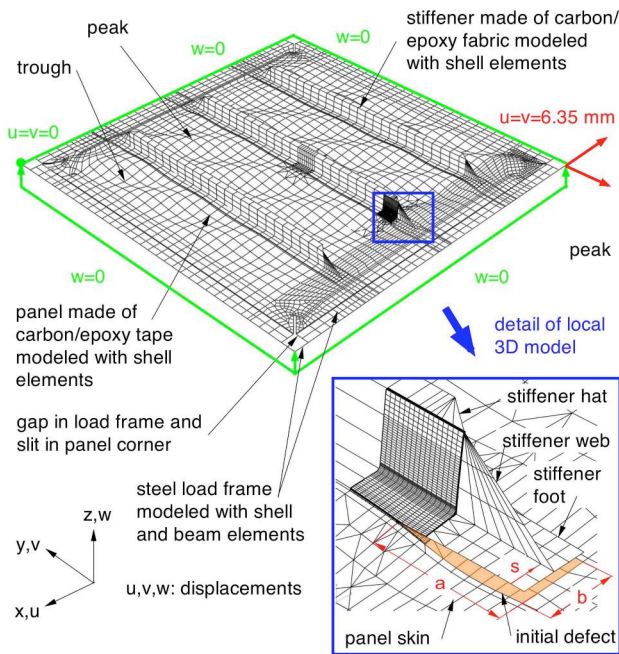 stiffener made of carbon/
epoxy fabric modeled
with shell elements
w=0
w=0
peak
trough
u=v=0
u=v=6.35 mm
peak
w=0
w=0
panel made of
carbon/epoxy tape
modeled with shell
elements
detail of local
3D model
gap in load frame and
slit in panel corner
steel load frame
modeled with shell
and beam elements
z,w
y,v
x,u
u,v,w: displacements
stiffener hat
stiffener web
stiffener
foot
s
a
b
panel skin
initial defect